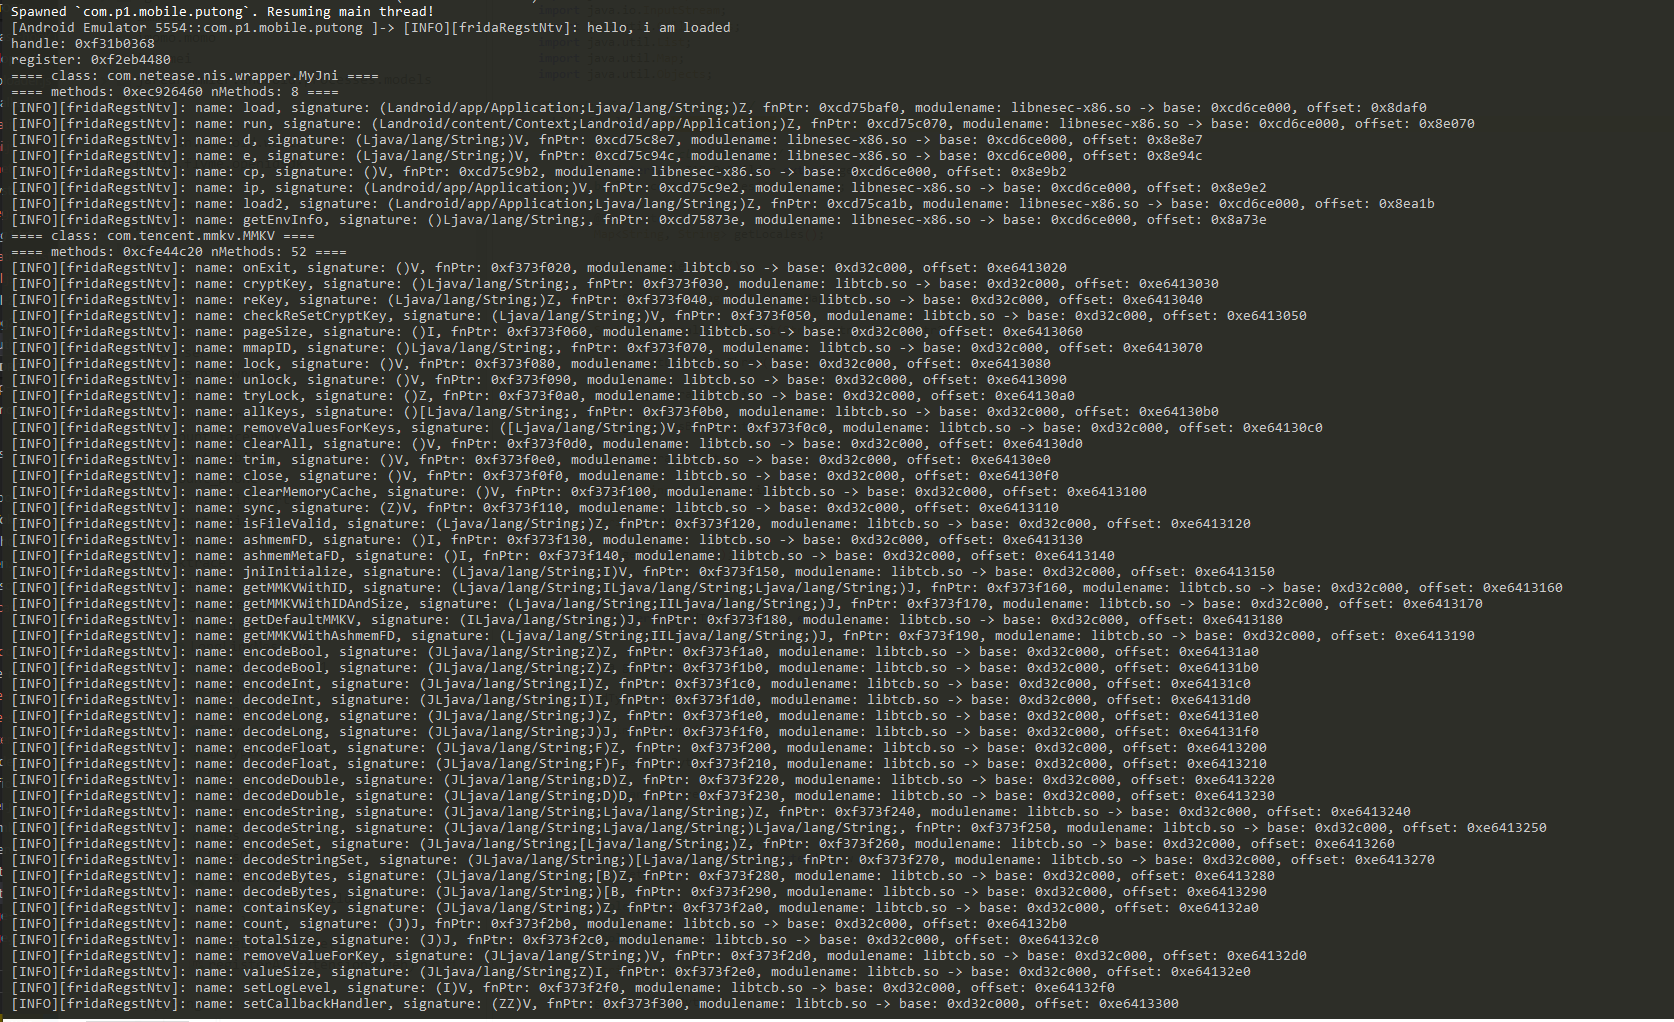 Spawned `com.p1.mobile.putong`. Resuming main thread!
[Android Emulator 5554::com.p1.mobile.putong ]-> [INFO][fridaRegstNtv]: hello, i am loaded
handle: 0xf31b0368
register: 0xf2eb4480
==== class: com.netease.nis.wrapper.MyJni ====
==== methods: 0xec926460 nMethods: 8 ====
[INFO][fridaRegstNtv]: name: load, signature: (Landroid/app/Application;Ljava/lang/String;)Z, fnPtr: 0xcd75baf0, modulename: libnesec-x86.so -> base: 0xcd6ce000, offset: 0x8daf0
[INFO][fridaRegstNtv]: name: run, signature: (Landroid/content/Context;Landroid/app/Application;)Z, fnPtr: 0xcd75c070, modulename: libnesec-x86.so -> base: 0xcd6ce000, offset: 0x8e070
[INFO][fridaRegstNtv]: name: d, signature: (Ljava/lang/String;)V, fnPtr: 0xcd75c8e7, modulename: libnesec-x86.so -> base: 0xcd6ce000, offset: 0x8e8e7
[INFO][fridaRegstNtv]: name: e, signature: (Ljava/lang/String;)V, fnPtr: 0xcd75c94c, modulename: libnesec-x86.so -> base: 0xcd6ce000, offset: 0x8e94c
[INFO][fridaRegstNtv]: name: cp, signature: ()V, fnPtr: 0xcd75c9b2, modulename: libnesec-x86.so -> base: 0xcd6ce000, offset: 0x8e9b2
[INFO][fridaRegstNtv]: name: ip, signature: (Landroid/app/Application;)V, fnPtr: 0xcd75c9e2, modulename: libnesec-x86.so -> base: 0xcd6ce000, offset: 0x8e9e2
[INFO][fridaRegstNtv]: name: load2, signature: (Landroid/app/Application;Ljava/lang/String;)Z, fnPtr: 0xcd75ca1b, modulename: libnesec-x86.so -> base: 0xcd6ce000, offset: 0x8ea1b
[INFO][fridaRegstNtv]: name: getEnvInfo, signature: ()Ljava/lang/String;, fnPtr: 0xcd75873e, modulename: libnesec-x86.so -> base: 0xcd6ce000, offset: 0x8a73e
==== class: com.tencent.mmkv.MMKV ====
==== methods: 0xcfe44c20 nMethods: 52 ====
[INFO][fridaRegstNtv]: name: onExit, signature: ()V, fnPtr: 0xf373f020, modulename: libtcb.so -> base: 0xd32c000, offset: 0xe6413020
[INFO][fridaRegstNtv]: name: cryptKey, signature: ()Ljava/lang/String;, fnPtr: 0xf373f030, modulename: libtcb.so -> base: 0xd32c000, offset: 0xe6413030
[INFO][fridaRegstNtv]: name: reKey, signature: (Ljava/lang/String;)Z, fnPtr: 0xf373f040, modulename: libtcb.so -> base: 0xd32c000, offset: 0xe6413040
[INFO][fridaRegstNtv]: name: checkReSetCryptKey, signature: (Ljava/lang/String;)V, fnPtr: 0xf373f050, modulename: libtcb.so -> base: 0xd32c000, offset: 0xe6413050
[INFO][fridaRegstNtv]: name: pageSize, signature: ()I, fnPtr: 0xf373f060, modulename: libtcb.so -> base: 0xd32c000, offset: 0xe6413060
[INFO][fridaRegstNtv]: name: mmapID, signature: ()Ljava/lang/String;, fnPtr: 0xf373f070, modulename: libtcb.so -> base: 0xd32c000, offset: 0xe6413070
[INFO][fridaRegstNtv]: name: lock, signature: ()V, fnPtr: 0xf373f080, modulename: libtcb.so -> base: 0xd32c000, offset: 0xe6413080
[INFO][fridaRegstNtv]: name: unlock, signature: ()V, fnPtr: 0xf373f090, modulename: libtcb.so -> base: 0xd32c000, offset: 0xe6413090
[INFO][fridaRegstNtv]: name: tryLock, signature: ()Z, fnPtr: 0xf373f0a0, modulename: libtcb.so -> base: 0xd32c000, offset: 0xe64130a0
[INFO][fridaRegstNtv]: name: allKeys, signature: ()[Ljava/lang/String;, fnPtr: 0xf373f0b0, modulename: libtcb.so -> base: 0xd32c000, offset: 0xe64130b0
[INFO][fridaRegstNtv]: name: removeValuesForKeys, signature: ([Ljava/lang/String;)V, fnPtr: 0xf373f0c0, modulename: libtcb.so -> base: 0xd32c000, offset: 0xe64130c0
[INFO][fridaRegstNtv]: name: clearAll, signature: ()V, fnPtr: 0xf373f0d0, modulename: libtcb.so -> base: 0xd32c000, offset: 0xe64130d0
[INFO][fridaRegstNtv]: name: trim, signature: ()V, fnPtr: 0xf373f0e0, modulename: libtcb.so -> base: 0xd32c000, offset: 0xe64130e0
[INFO][fridaRegstNtv]: name: close, signature: ()V, fnPtr: 0xf373f0f0, modulename: libtcb.so -> base: 0xd32c000, offset: 0xe64130f0
[INFO][fridaRegstNtv]: name: clearMemoryCache, signature: ()V, fnPtr: 0xf373f100, modulename: libtcb.so -> base: 0xd32c000, offset: 0xe6413100
[INFO][fridaRegstNtv]: name: sync, signature: (Z)V, fnPtr: 0xf373f110, modulename: libtcb.so -> base: 0xd32c000, offset: 0xe6413110
[INFO][fridaRegstNtv]: name: isFileValid, signature: (Ljava/lang/String;)Z, fnPtr: 0xf373f120, modulename: libtcb.so -> base: 0xd32c000, offset: 0xe6413120
[INFO][fridaRegstNtv]: name: ashmemFD, signature: ()I, fnPtr: 0xf373f130, modulename: libtcb.so -> base: 0xd32c000, offset: 0xe6413130
[INFO][fridaRegstNtv]: name: ashmemMetaFD, signature: ()I, fnPtr: 0xf373f140, modulename: libtcb.so -> base: 0xd32c000, offset: 0xe6413140
[INFO][fridaRegstNtv]: name: jniInitialize, signature: (Ljava/lang/String;I)V, fnPtr: 0xf373f150, modulename: libtcb.so -> base: 0xd32c000, offset: 0xe6413150
[INFO][fridaRegstNtv]: name: getMMKVWithID, signature: (Ljava/lang/String;ILjava/lang/String;Ljava/lang/String;)J, fnPtr: 0xf373f160, modulename: libtcb.so -> base: 0xd32c000, offset: 0xe6413160
[INFO][fridaRegstNtv]: name: getMMKVWithIDAndSize, signature: (Ljava/lang/String;IILjava/lang/String;)J, fnPtr: 0xf373f170, modulename: libtcb.so -> base: 0xd32c000, offset: 0xe6413170
[INFO][fridaRegstNtv]: name: getDefaultMMKV, signature: (ILjava/lang/String;)J, fnPtr: 0xf373f180, modulename: libtcb.so -> base: 0xd32c000, offset: 0xe6413180
[INFO][fridaRegstNtv]: name: getMMKVWithAshmemFD, signature: (Ljava/lang/String;IILjava/lang/String;)J, fnPtr: 0xf373f190, modulename: libtcb.so -> base: 0xd32c000, offset: 0xe6413190
[INFO][fridaRegstNtv]: name: encodeBool, signature: (JLjava/lang/String;Z)Z, fnPtr: 0xf373f1a0, modulename: libtcb.so -> base: 0xd32c000, offset: 0xe64131a0
[INFO][fridaRegstNtv]: name: decodeBool, signature: (JLjava/lang/String;Z)Z, fnPtr: 0xf373f1b0, modulename: libtcb.so -> base: 0xd32c000, offset: 0xe64131b0
[INFO][fridaRegstNtv]: name: encodeInt, signature: (JLjava/lang/String;I)Z, fnPtr: 0xf373f1c0, modulename: libtcb.so -> base: 0xd32c000, offset: 0xe64131c0
[INFO][fridaRegstNtv]: name: decodeInt, signature: (JLjava/lang/String;I)I, fnPtr: 0xf373f1d0, modulename: libtcb.so -> base: 0xd32c000, offset: 0xe64131d0
[INFO][fridaRegstNtv]: name: encodeLong, signature: (JLjava/lang/String;J)Z, fnPtr: 0xf373f1e0, modulename: libtcb.so -> base: 0xd32c000, offset: 0xe64131e0
[INFO][fridaRegstNtv]: name: decodeLong, signature: (JLjava/lang/String;J)J, fnPtr: 0xf373f1f0, modulename: libtcb.so -> base: 0xd32c000, offset: 0xe64131f0
[INFO][fridaRegstNtv]: name: encodeFloat, signature: (JLjava/lang/String;F)Z, fnPtr: 0xf373f200, modulename: libtcb.so -> base: 0xd32c000, offset: 0xe6413200
[INFO][fridaRegstNtv]: name: decodeFloat, signature: (JLjava/lang/String;F)F, fnPtr: 0xf373f210, modulename: libtcb.so -> base: 0xd32c000, offset: 0xe6413210
[INFO][fridaRegstNtv]: name: encodeDouble, signature: (JLjava/lang/String;D)Z, fnPtr: 0xf373f220, modulename: libtcb.so -> base: 0xd32c000, offset: 0xe6413220
[INFO][fridaRegstNtv]: name: decodeDouble, signature: (JLjava/lang/String;D)D, fnPtr: 0xf373f230, modulename: libtcb.so -> base: 0xd32c000, offset: 0xe6413230
[INFO][fridaRegstNtv]: name: encodeString, signature: (JLjava/lang/String;Ljava/lang/String;)Z, fnPtr: 0xf373f240, modulename: libtcb.so -> base: 0xd32c000, offset: 0xe6413240
[INFO][fridaRegstNtv]: name: decodeString, signature: (JLjava/lang/String;Ljava/lang/String;)Ljava/lang/String;, fnPtr: 0xf373f250, modulename: libtcb.so -> base: 0xd32c000, offset: 0xe6413250
[INFO][fridaRegstNtv]: name: encodeSet, signature: (JLjava/lang/String;[Ljava/lang/String;)Z, fnPtr: 0xf373f260, modulename: libtcb.so -> base: 0xd32c000, offset: 0xe6413260
[INFO][fridaRegstNtv]: name: decodeStringSet, signature: (JLjava/lang/String;)[Ljava/lang/String;, fnPtr: 0xf373f270, modulename: libtcb.so -> base: 0xd32c000, offset: 0xe6413270
[INFO][fridaRegstNtv]: name: encodeBytes, signature: (JLjava/lang/String;[B)Z, fnPtr: 0xf373f280, modulename: libtcb.so -> base: 0xd32c000, offset: 0xe6413280
[INFO][fridaRegstNtv]: name: decodeBytes, signature: (JLjava/lang/String;)[B, fnPtr: 0xf373f290, modulename: libtcb.so -> base: 0xd32c000, offset: 0xe6413290
[INFO][fridaRegstNtv]: name: containsKey, signature: (JLjava/lang/String;)Z, fnPtr: 0xf373f2a0, modulename: libtcb.so -> base: 0xd32c000, offset: 0xe64132a0
[INFO][fridaRegstNtv]: name: count, signature: (J)J, fnPtr: 0xf373f2b0, modulename: libtcb.so -> base: 0xd32c000, offset: 0xe64132b0
[INFO][fridaRegstNtv]: name: totalSize, signature: (J)J, fnPtr: 0xf373f2c0, modulename: libtcb.so -> base: 0xd32c000, offset: 0xe64132c0
[INFO][fridaRegstNtv]: name: removeValueForKey, signature: (JLjava/lang/String;)V, fnPtr: 0xf373f2d0, modulename: libtcb.so -> base: 0xd32c000, offset: 0xe64132d0
[INFO][fridaRegstNtv]: name: valueSize, signature: (JLjava/lang/String;Z)I, fnPtr: 0xf373f2e0, modulename: libtcb.so -> base: 0xd32c000, offset: 0xe64132e0
[INFO][fridaRegstNtv]: name: setLogLevel, signature: (I)V, fnPtr: 0xf373f2f0, modulename: libtcb.so -> base: 0xd32c000, offset: 0xe64132f0
[INFO][fridaRegstNtv]: name: setCallbackHandler, signature: (ZZ)V, fnPtr: 0xf373f300, modulename: libtcb.so -> base: 0xd32c000, offset: 0xe6413300